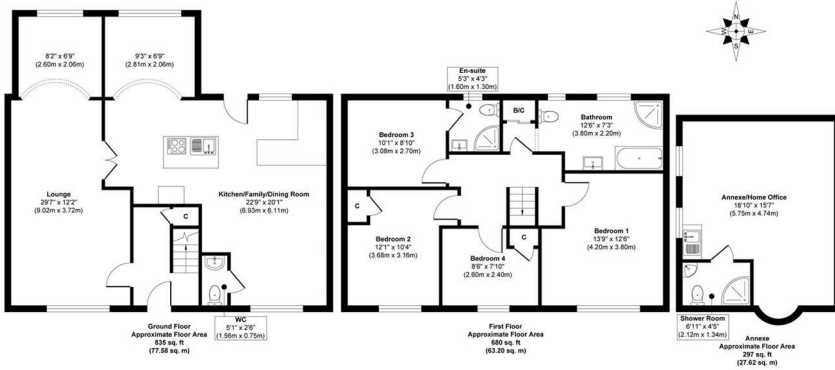 N
W
E
S
8'2" x 6'9"
(2.60m x 2.06m)
9'3" x 6'9"
(2.81m x 2.06m)
Lounge
29'7" x 12'2"
(9.02m x 3.72m)
Kitchen/Family/Dining Room
22'9" x 20'1"
(6.93m x 6.11m)
C
WC
5'1" x 2'6"
(1.56m x 0.75m)
Ground Floor
Approximate Floor Area
835 sq. ft
(77.58 sq. m)
En-suite
5'3" x 4'3"
(1.60m x 1.30m)
B/C
Bathroom
12'6" x 7'3"
(3.80m x 2.20m)
Bedroom 3
10'1" x 8'10"
(3.08m x 2.70m)
C
Bedroom 2
12'1" x 10'4"
(3.68m x 3.16m)
C
Bedroom 4
8'6" x 7'10"
(2.60m x 2.40m)
Bedroom 1
13'9" x 12'6"
(4.20m x 3.80m)
First Floor
Approximate Floor Area
680 sq. ft
(63.20 sq. m)
Annexe/Home Office
18'10" x 15'7"
(5.75m x 4.74m)
Shower Room
6'11" x 4'5"
(2.12m x 1.34m)
Annexe
Approximate Floor Area
297 sq. ft
(27.62 sq. m)